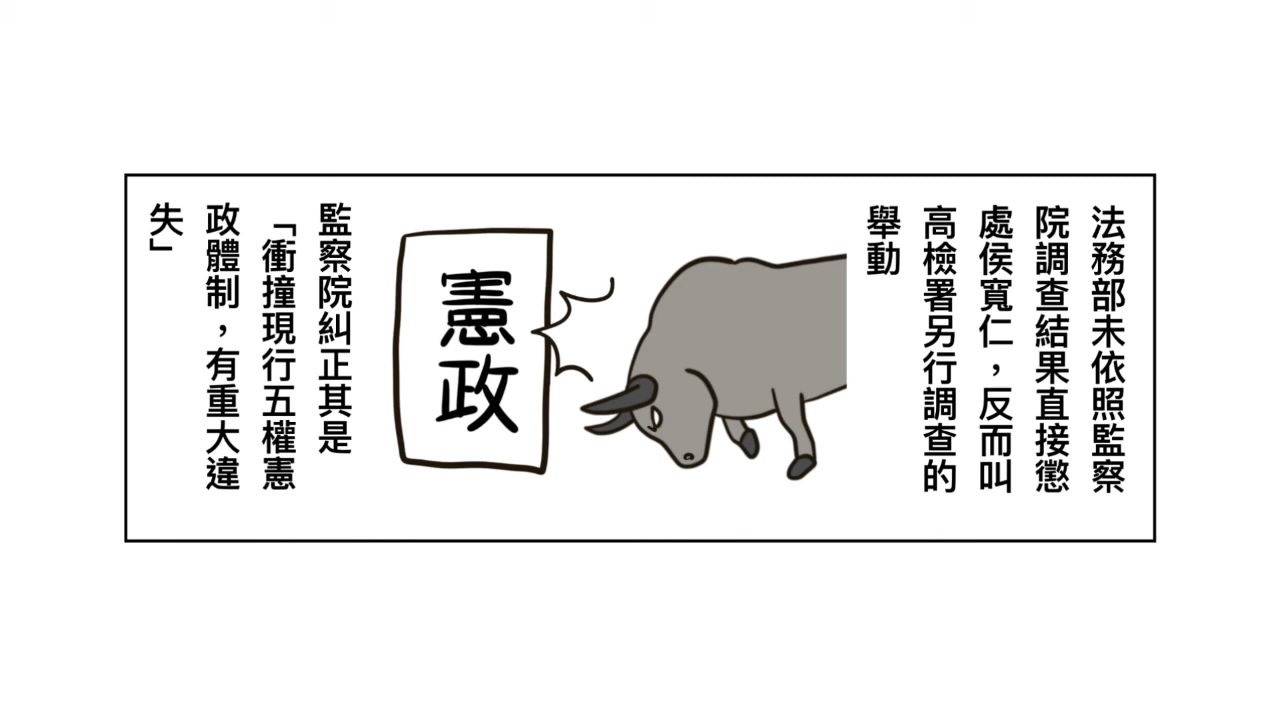 法務部未依照監察
院調查結果直接懲
處侯寬仁，反而叫
高檢署另行調查的
舉動
憲政
監察院糾正其是
「衝撞現行五權憲
政體制，有重大違
失」